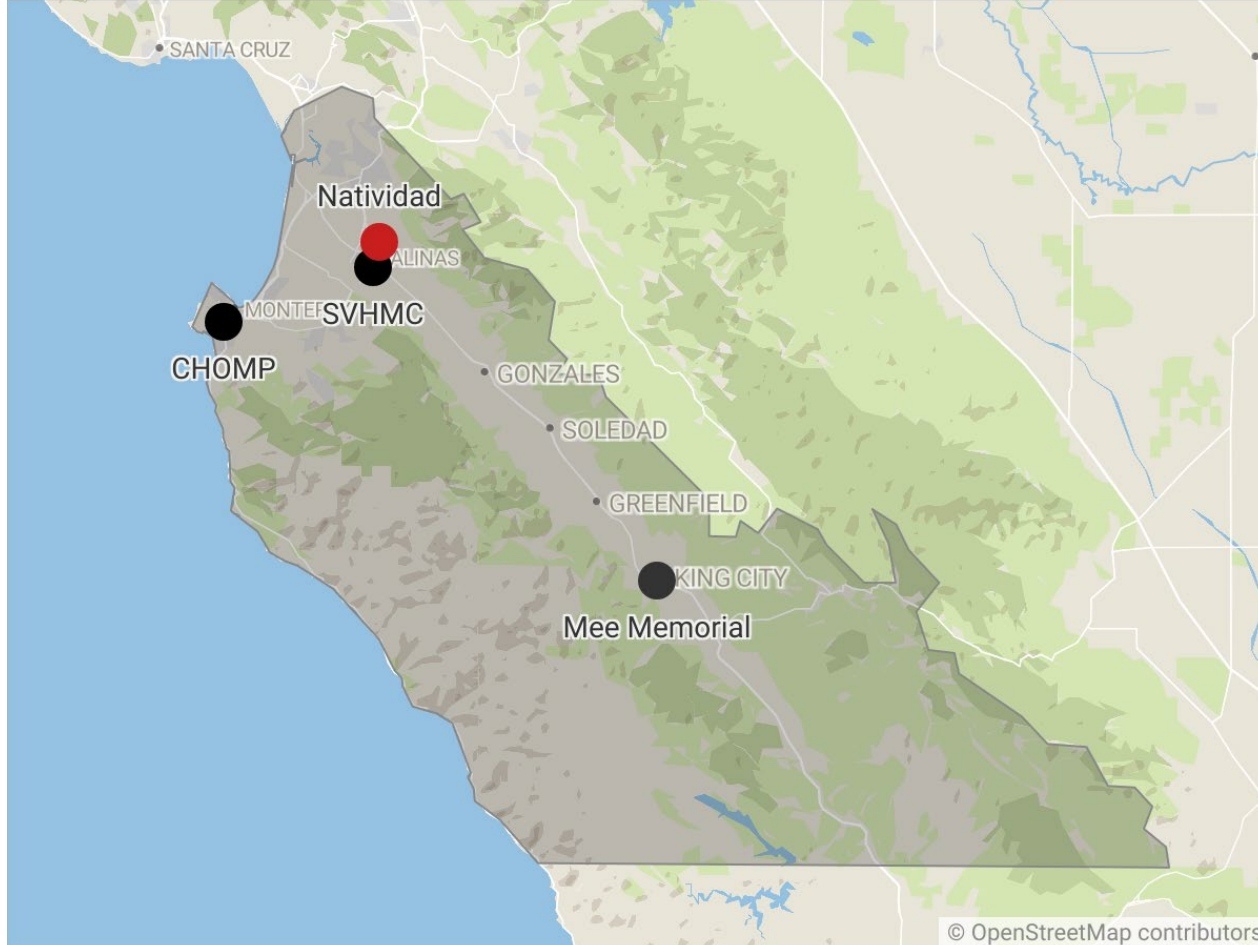 SANTA CRUZ
Natividad
ALINAS
MONTE
SVHMC
CHOMP
GONZALES
SOLEDAD
GREENFIELD
KING CITY
Mee Memorial
© OpenStreetMap contributors